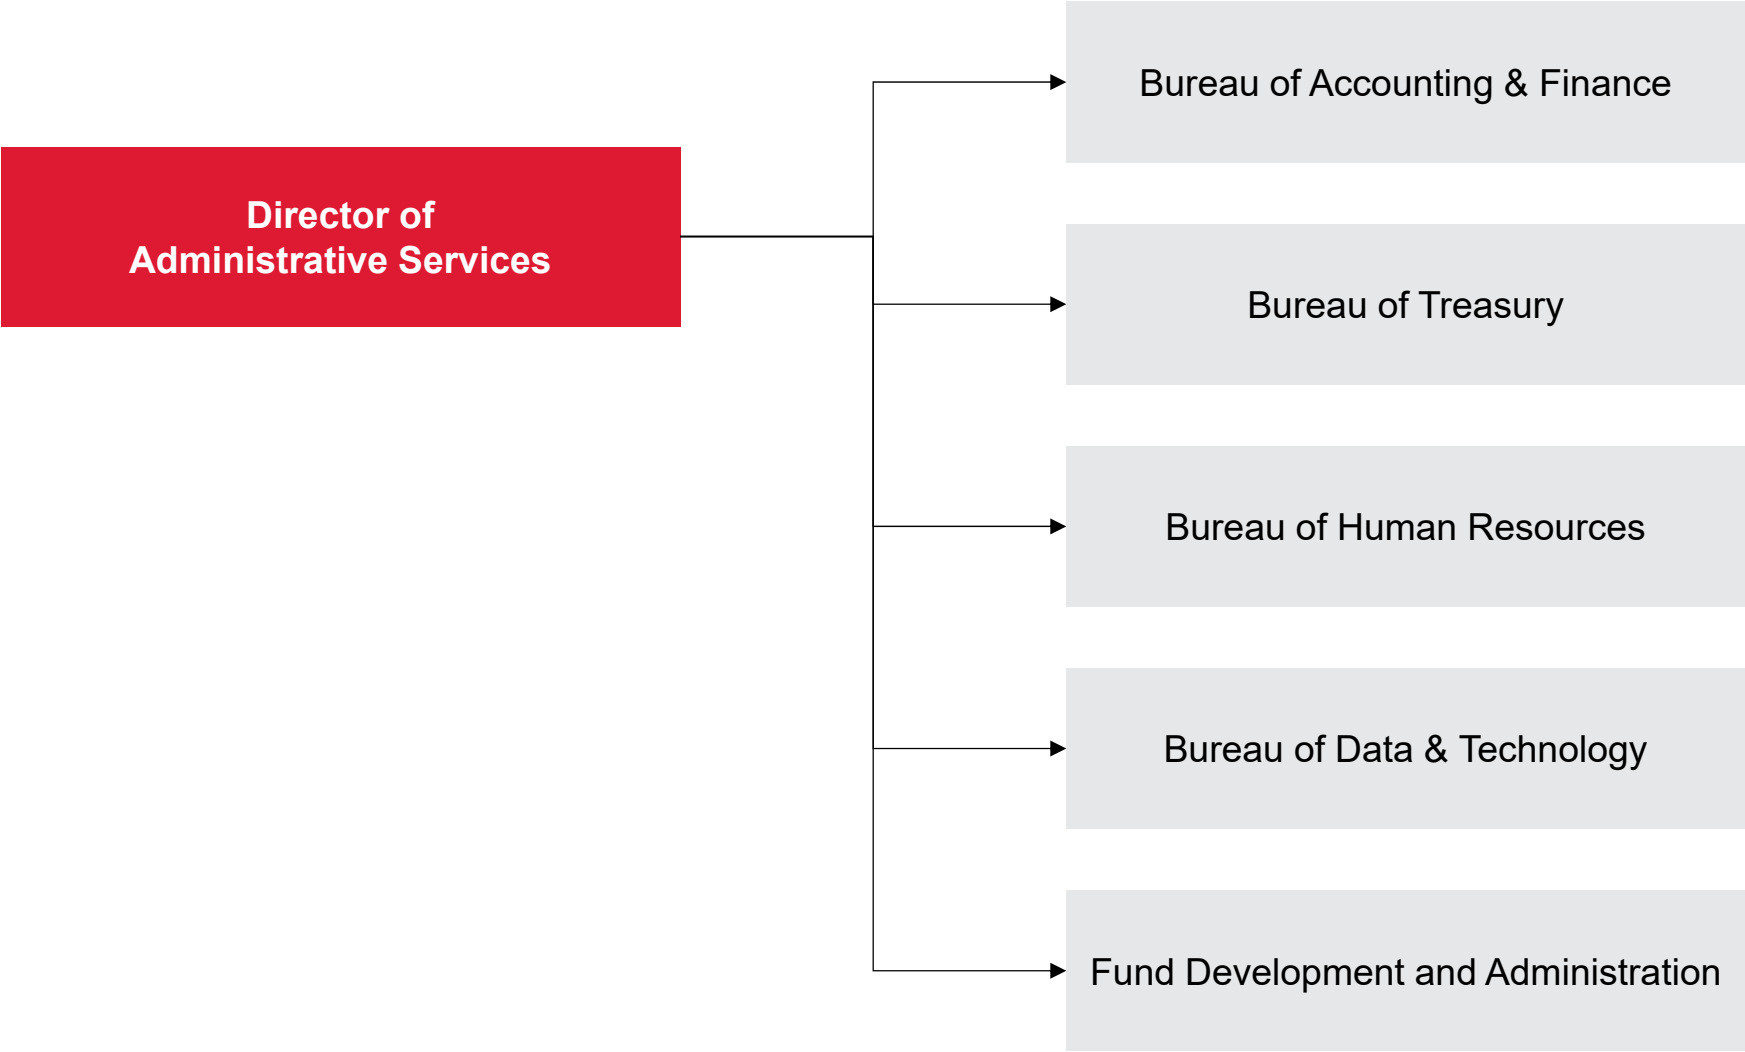 Director of
Administrative Services
Bureau of Accounting & Finance
Bureau of Treasury
Bureau of Human Resources
Bureau of Data & Technology
Fund Development and Administration